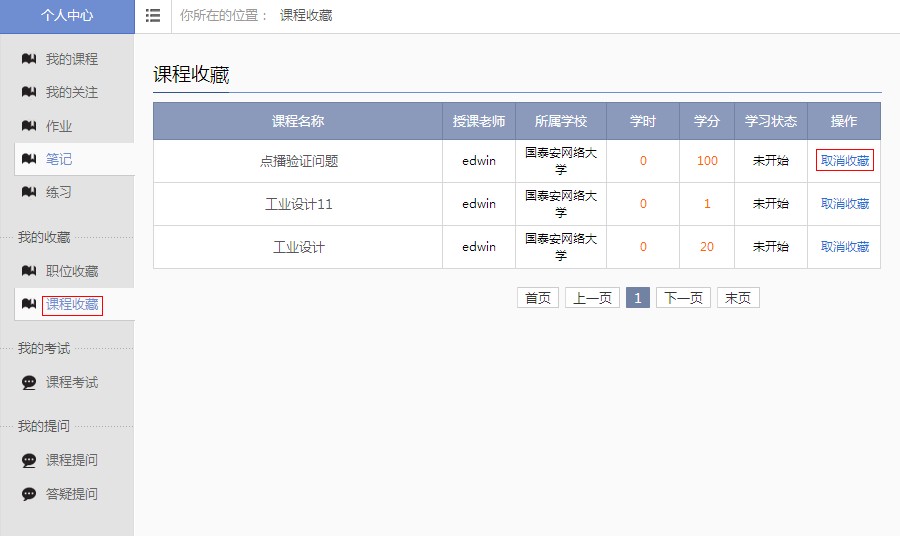 个人中心
你所在的位置： 课程收藏
我的课程
我的关注
作业
笔记
练习
我的收藏
职位收藏
课程收藏
我的考试
课程考试
我的提问
课程提问
答疑提问
课程收藏
课程名称 授课老师 所属学校 学时 学分 学习状态 操作
点播验证问题 edwin 国泰安网络大学 0 100 未开始 取消收藏
工业设计11 edwin 国泰安网络大学 0 1 未开始 取消收藏
工业设计 edwin 国泰安网络大学 0 20 未开始 取消收藏
首页 上一页 1 下一页 末页